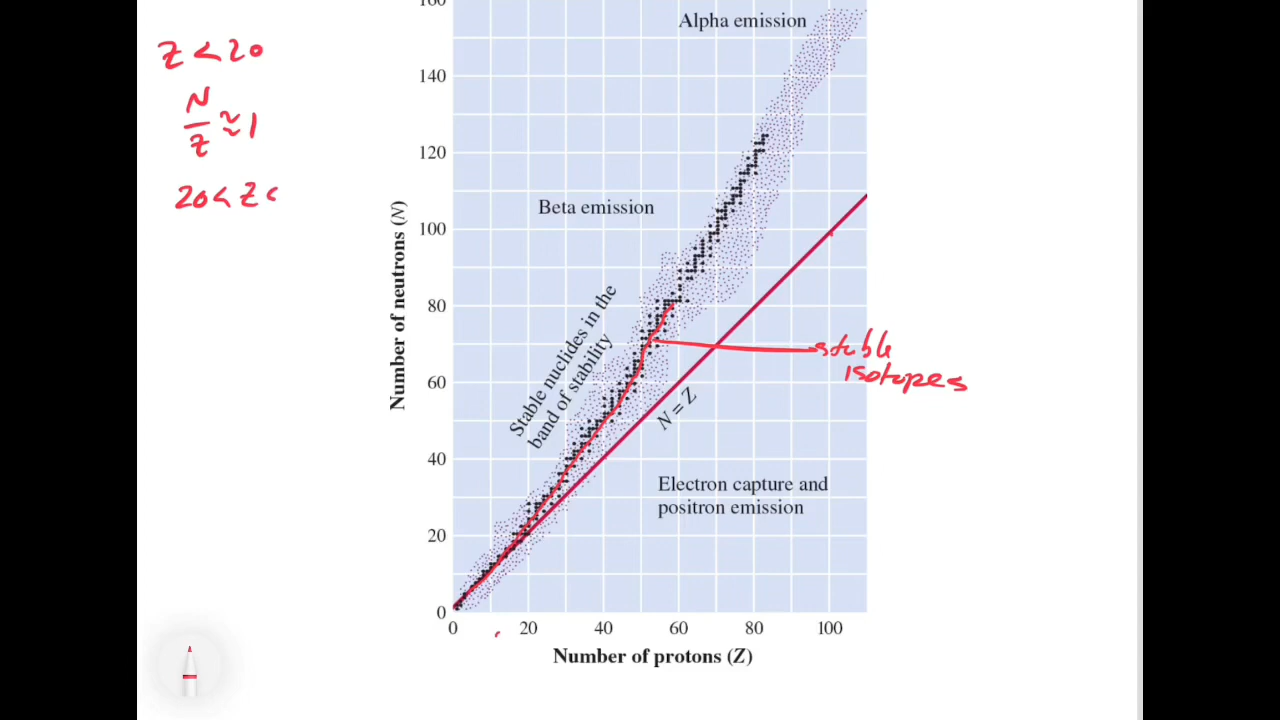 Z < 20
N
Z
≈ 1
20 < Z <
160
140
120
100
80
60
40
20
0
Number of neutrons (N)
Alpha emission
Beta emission
Stable nuclides in the
band of stability
N = Z
stable
isotopes
Electron capture and
positron emission
0 20 40 60 80 100
Number of protons (Z)